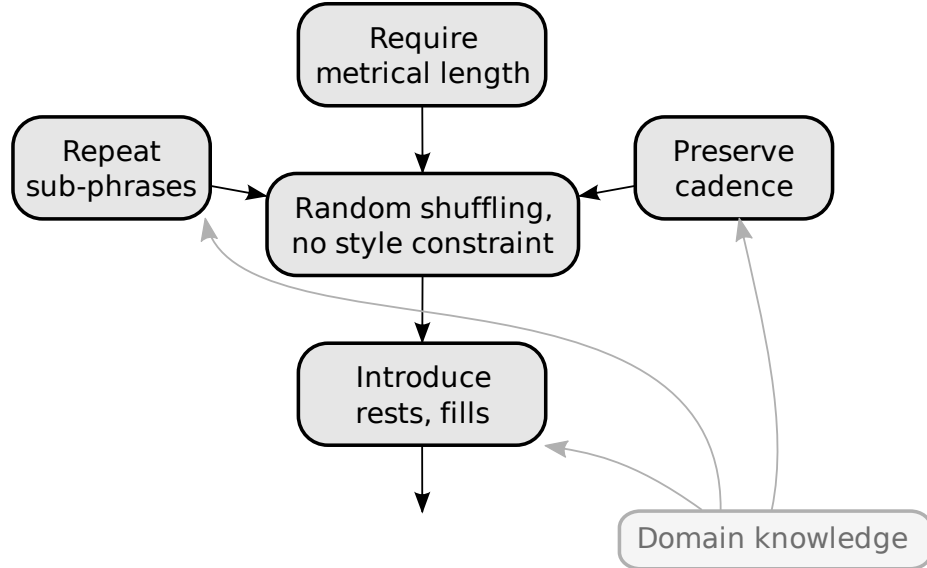 Require
metrical length
Repeat
sub-phrases
Preserve
cadence
Random shuffling,
no style constraint
Introduce
rests, fills
Domain knowledge